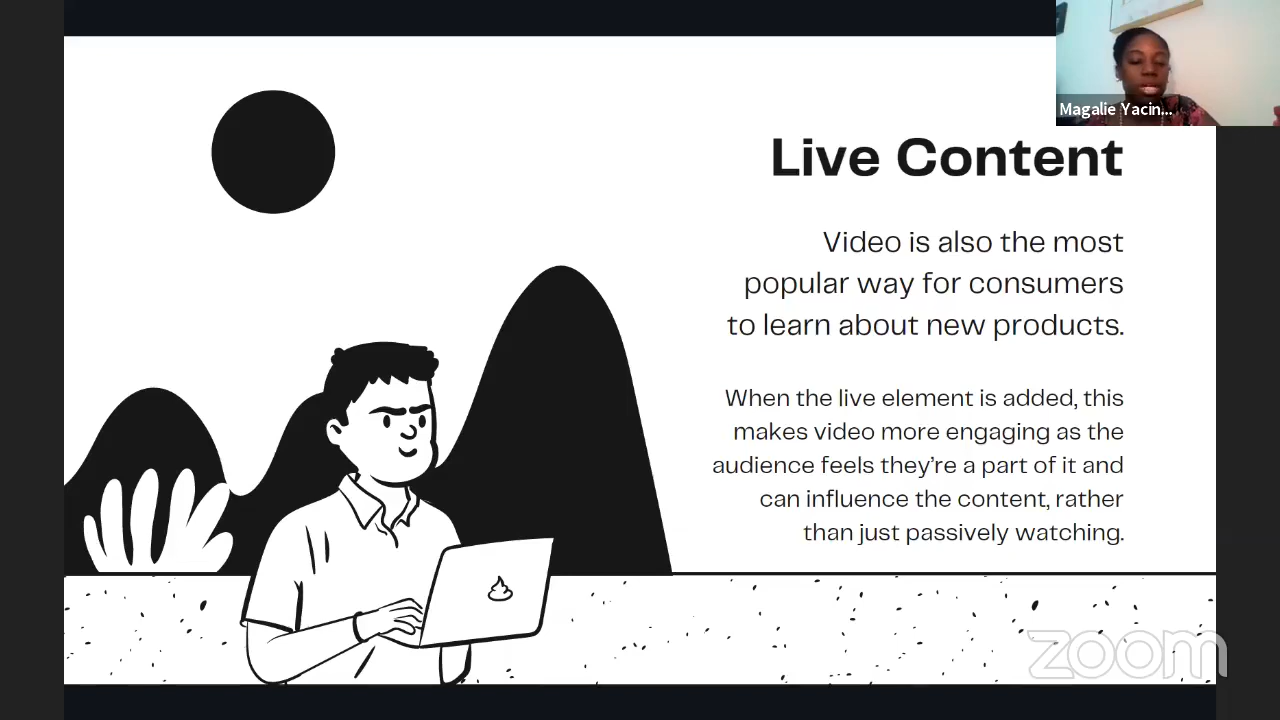 Magalie Yacin...
Live Content
Video is also the most
popular way for consumers
to learn about new products.
When the live element is added, this
makes video more engaging as the
audience feels they're a part of it and
can influence the content, rather
than just passively watching.
zoom